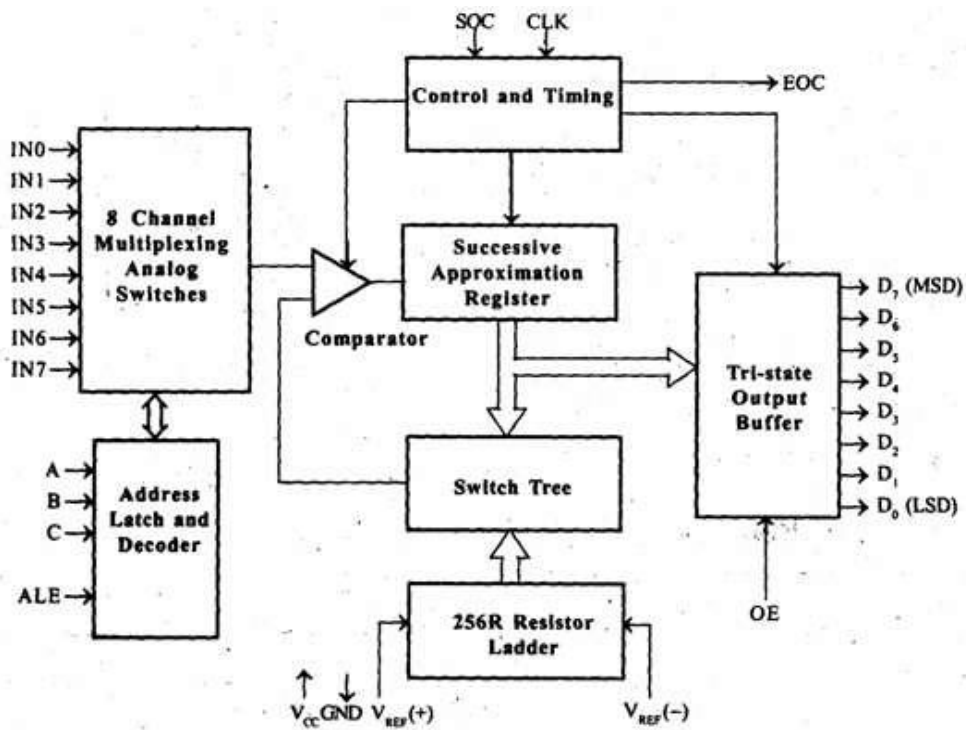 SOC CLK
Control and Timing
EOC
IN0
IN1
IN2
IN3
IN4
IN5
IN6
IN7
8 Channel
Multiplexing
Analog
Switches
Comparator
Successive
Approximation
Register
Tri-state
Output
Buffer
D7 (MSD)
D6
D5
D4
D3
D2
D1
D0 (LSD)
OE
A
B
C
ALE
Address
Latch and
Decoder
Switch Tree
256R Resistor
Ladder
VCC GND VREF(+)
VREF(−)